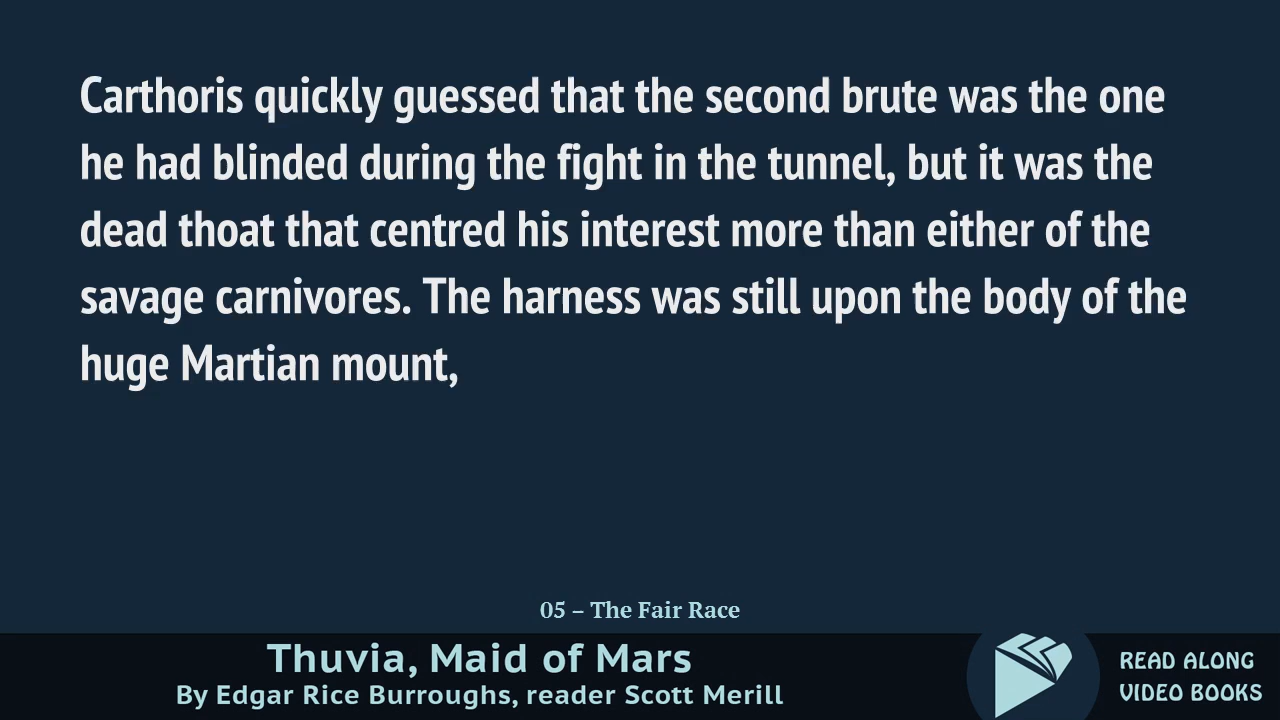 Carthoris quickly guessed that the second brute was the one
he had blinded during the fight in the tunnel, but it was the
dead thoat that centred his interest more than either of the
savage carnivores. The harness was still upon the body of the
huge Martian mount,
05 – The Fair Race
Thuvia, Maid of Mars
By Edgar Rice Burroughs, reader Scott Merill
READ ALONG
VIDEO BOOKS